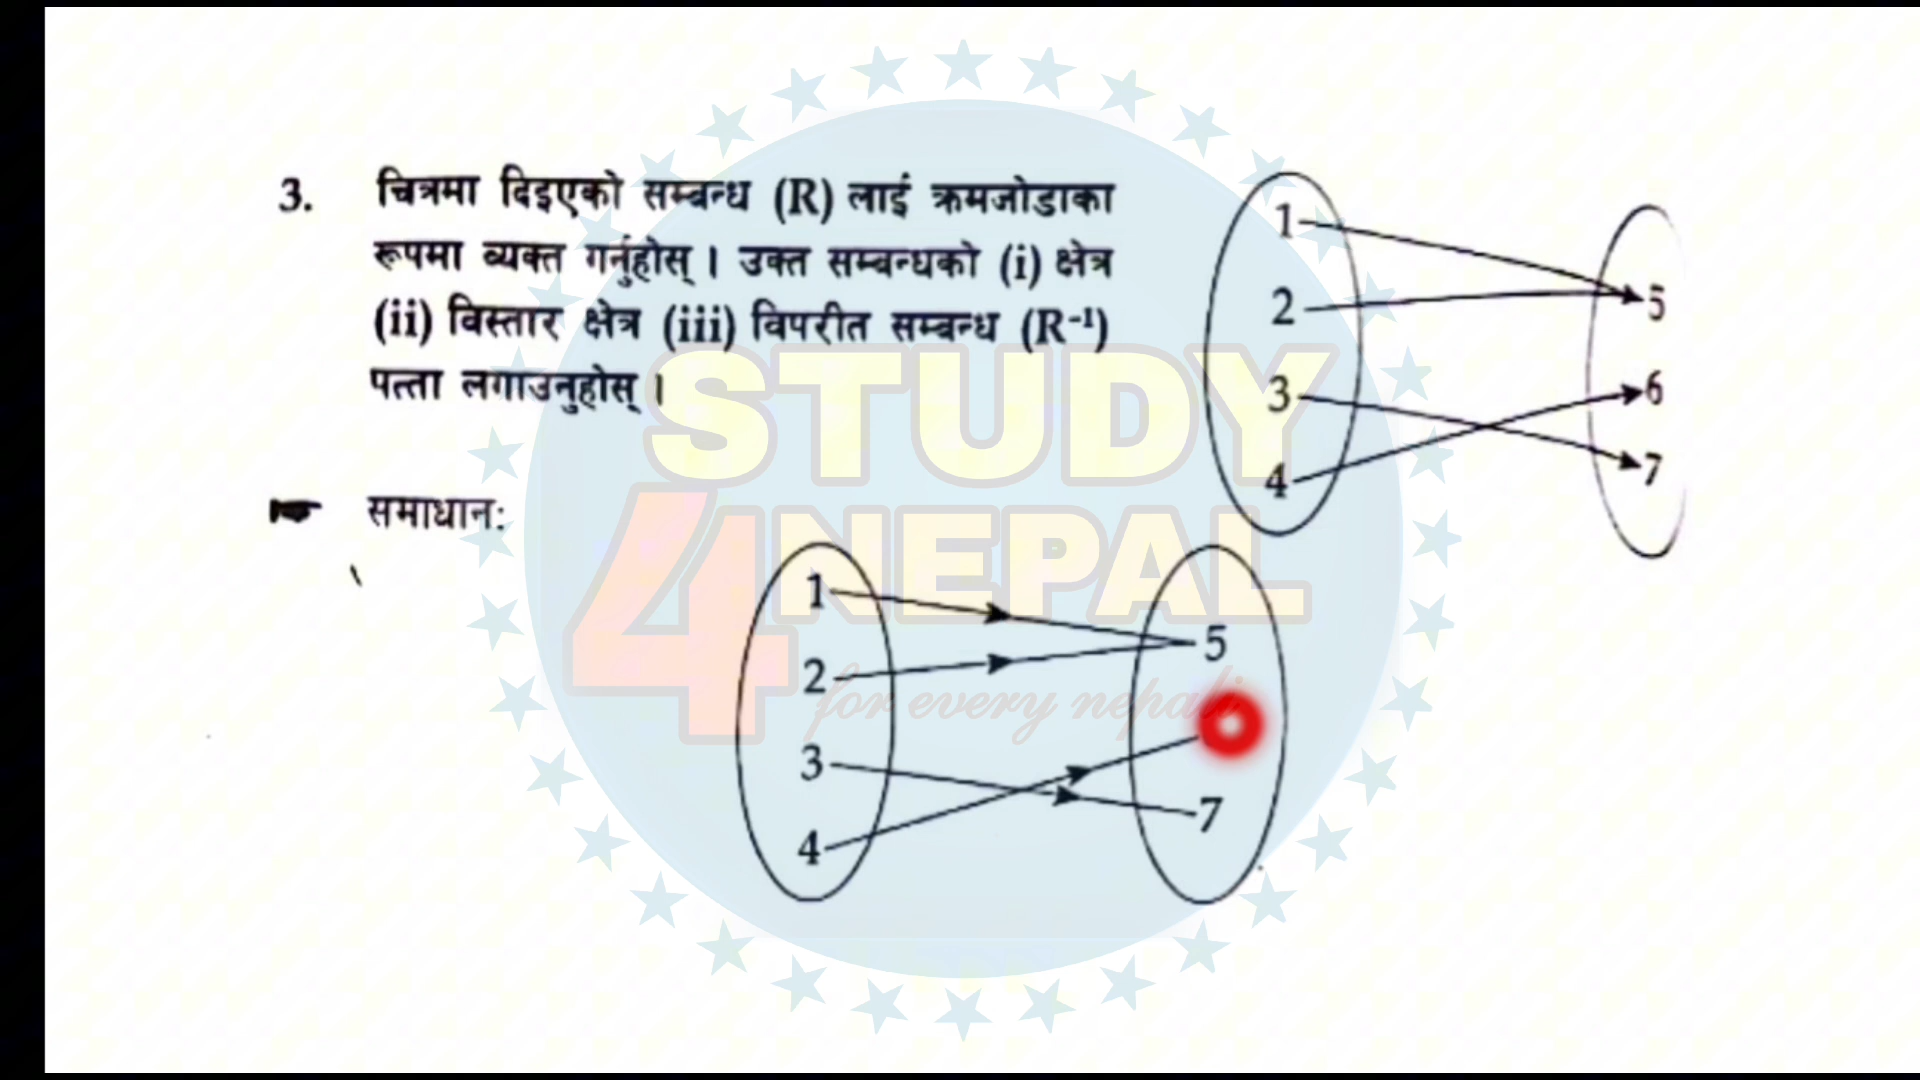 3. चित्रमा दिइएको सम्बन्ध (R) लाई क्रमजोडाका
रूपमा व्यक्त गर्नुहोस् । उक्त सम्बन्धको (i) क्षेत्र
(ii) विस्तार क्षेत्र (iii) विपरीत सम्बन्ध (R⁻¹)
पत्ता लगाउनुहोस् ।
1
2
3
4
5
6
7
समाधानः
1
2
3
4
5
7
STUDY
4 NEPAL
for every nepali